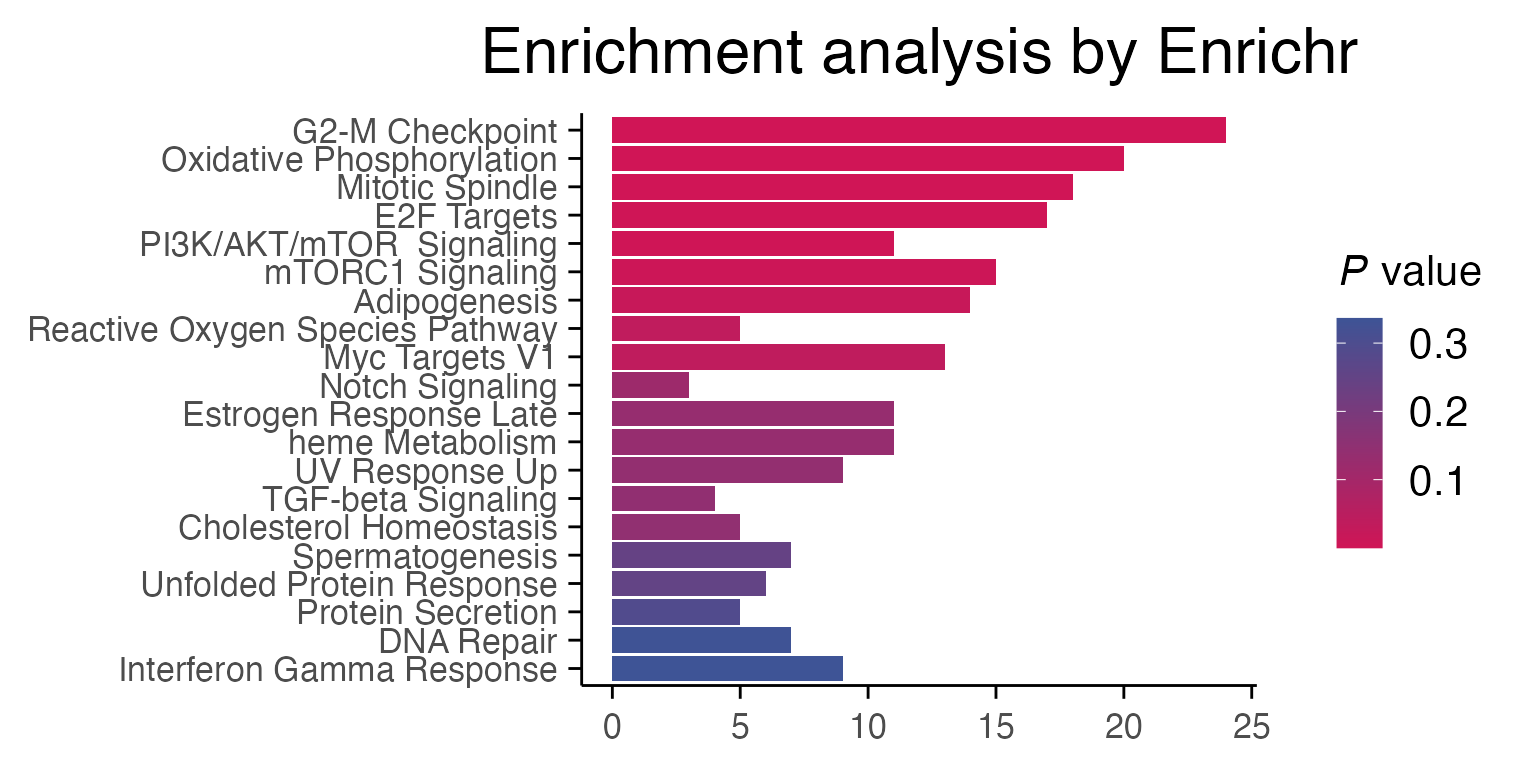 Enrichment analysis by Enrichr
G2-M Checkpoint
Oxidative Phosphorylation
Mitotic Spindle
E2F Targets
PI3K/AKT/mTOR  Signaling
mTORC1 Signaling
Adipogenesis
Reactive Oxygen Species Pathway
Myc Targets V1
Notch Signaling
Estrogen Response Late
heme Metabolism
UV Response Up
TGF-beta Signaling
Cholesterol Homeostasis
Spermatogenesis
Unfolded Protein Response
Protein Secretion
DNA Repair
Interferon Gamma Response
0 5 10 15 20 25
P value
0.3
0.2
0.1